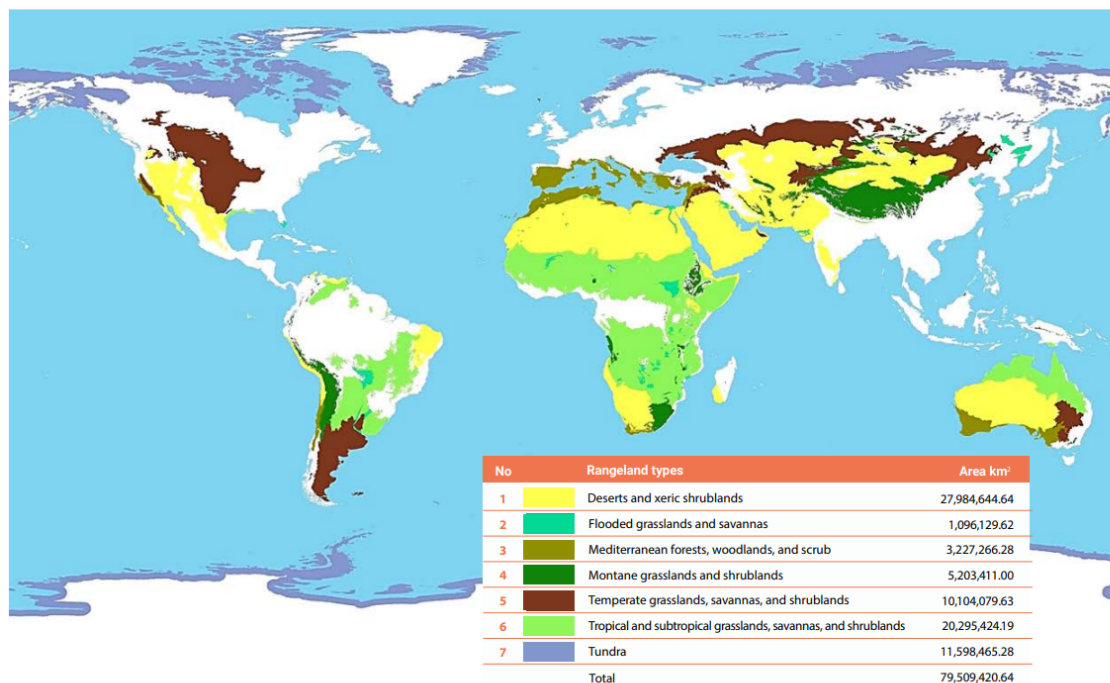 No Rangeland types Area km²
1 Deserts and xeric shrublands 27,984,644.64
2 Flooded grasslands and savannas 1,096,129.62
3 Mediterranean forests, woodlands, and scrub 3,227,266.28
4 Montane grasslands and shrublands 5,203,411.00
5 Temperate grasslands, savannas, and shrublands 10,104,079.63
6 Tropical and subtropical grasslands, savannas, and shrublands 20,295,424.19
7 Tundra 11,598,465.28
Total 79,509,420.64